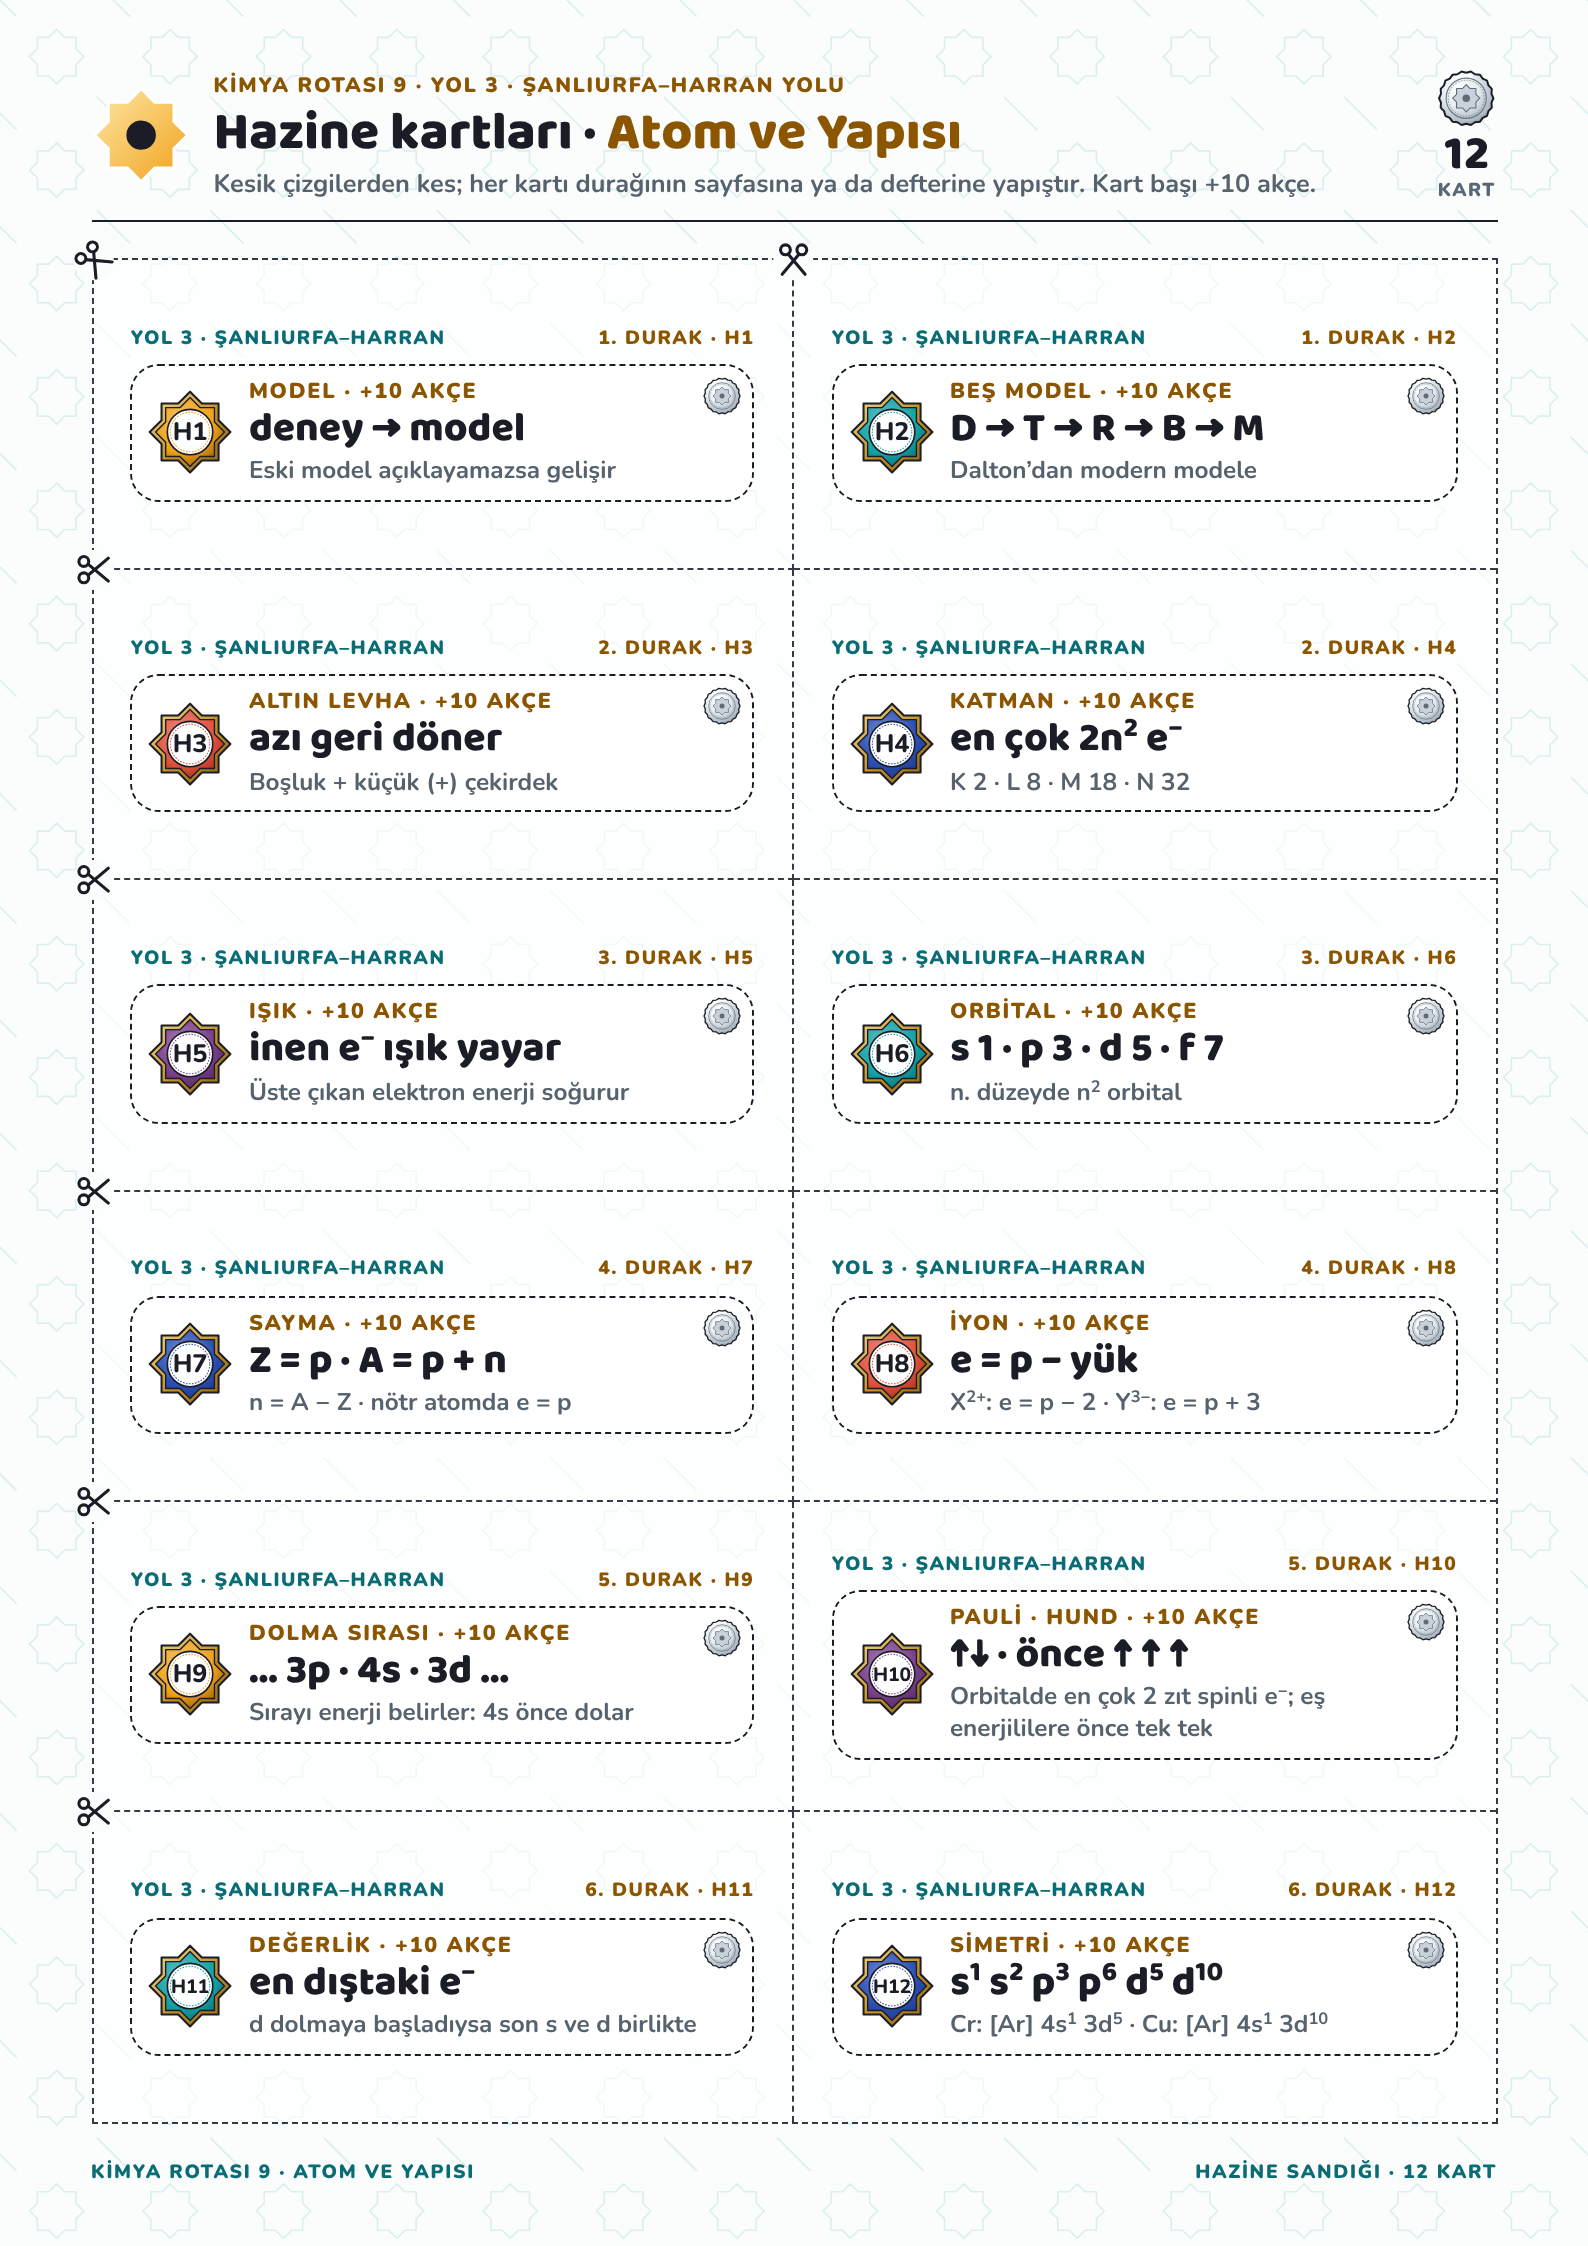 KİMYA ROTASI 9 · YOL 3 · ŞANLIURFA–HARRAN YOLU
Hazine kartları · Atom ve Yapısı
Kesik çizgilerden kes; her kartı durağının sayfasına ya da defterine yapıştır. Kart başı +10 akçe.
12
KART
YOL 3 · ŞANLIURFA–HARRAN 1. DURAK · H1
H1
MODEL · +10 AKÇE
deney → model
Eski model açıklayamazsa gelişir
YOL 3 · ŞANLIURFA–HARRAN 1. DURAK · H2
H2
BEŞ MODEL · +10 AKÇE
D → T → R → B → M
Dalton’dan modern modele
YOL 3 · ŞANLIURFA–HARRAN 2. DURAK · H3
H3
ALTIN LEVHA · +10 AKÇE
azı geri döner
Boşluk + küçük (+) çekirdek
YOL 3 · ŞANLIURFA–HARRAN 2. DURAK · H4
H4
KATMAN · +10 AKÇE
en çok 2n² e⁻
K 2 · L 8 · M 18 · N 32
YOL 3 · ŞANLIURFA–HARRAN 3. DURAK · H5
H5
IŞIK · +10 AKÇE
inen e⁻ ışık yayar
Üste çıkan elektron enerji soğurur
YOL 3 · ŞANLIURFA–HARRAN 3. DURAK · H6
H6
ORBİTAL · +10 AKÇE
s 1 · p 3 · d 5 · f 7
n. düzeyde n² orbital
YOL 3 · ŞANLIURFA–HARRAN 4. DURAK · H7
H7
SAYMA · +10 AKÇE
Z = p · A = p + n
n = A − Z · nötr atomda e = p
YOL 3 · ŞANLIURFA–HARRAN 4. DURAK · H8
H8
İYON · +10 AKÇE
e = p − yük
X²⁺: e = p − 2 · Y³⁻: e = p + 3
YOL 3 · ŞANLIURFA–HARRAN 5. DURAK · H9
H9
DOLMA SIRASI · +10 AKÇE
... 3p · 4s · 3d ...
Sırayı enerji belirler: 4s önce dolar
YOL 3 · ŞANLIURFA–HARRAN 5. DURAK · H10
H10
PAULİ · HUND · +10 AKÇE
↑↓ · önce ↑ ↑ ↑
Orbitalde en çok 2 zıt spinli e⁻; eş
enerjililere önce tek tek
YOL 3 · ŞANLIURFA–HARRAN 6. DURAK · H11
H11
DEĞERLİK · +10 AKÇE
en dıştaki e⁻
d dolmaya başladıysa son s ve d birlikte
YOL 3 · ŞANLIURFA–HARRAN 6. DURAK · H12
H12
SİMETRİ · +10 AKÇE
s¹ s² p³ p⁶ d⁵ d¹⁰
Cr: [Ar] 4s¹ 3d⁵ · Cu: [Ar] 4s¹ 3d¹⁰
KİMYA ROTASI 9 · ATOM VE YAPISI HAZİNE SANDIĞI · 12 KART